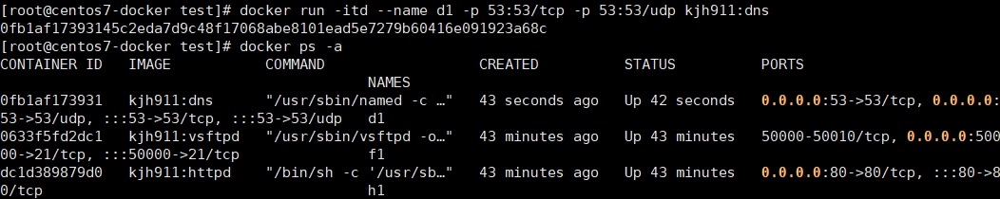 [root@centos7-docker test]# docker run -itd --name d1 -p 53:53/tcp -p 53:53/udp kjh911:dns
0fb1af17393145c2eda7d9c48f17068abe8101ead5e7279b60416e091923a68c
[root@centos7-docker test]# docker ps -a
CONTAINER ID   IMAGE            COMMAND                  CREATED          STATUS          PORTS
NAMES
0fb1af173931   kjh911:dns       "/usr/sbin/named -c …"   43 seconds ago   Up 42 seconds   0.0.0.0:53->53/tcp, 0.0.0.0:
53->53/udp, :::53->53/tcp, :::53->53/udp   d1
0633f5fd2dc1   kjh911:vsftpd    "/usr/sbin/vsftpd -o…"   43 minutes ago   Up 43 minutes   50000-50010/tcp, 0.0.0.0:500
00->21/tcp, :::50000->21/tcp               f1
dc1d389879d0   kjh911:httpd     "/bin/sh -c '/usr/sb…"   43 minutes ago   Up 43 minutes   0.0.0.0:80->80/tcp, :::80->8
0/tcp                                      h1